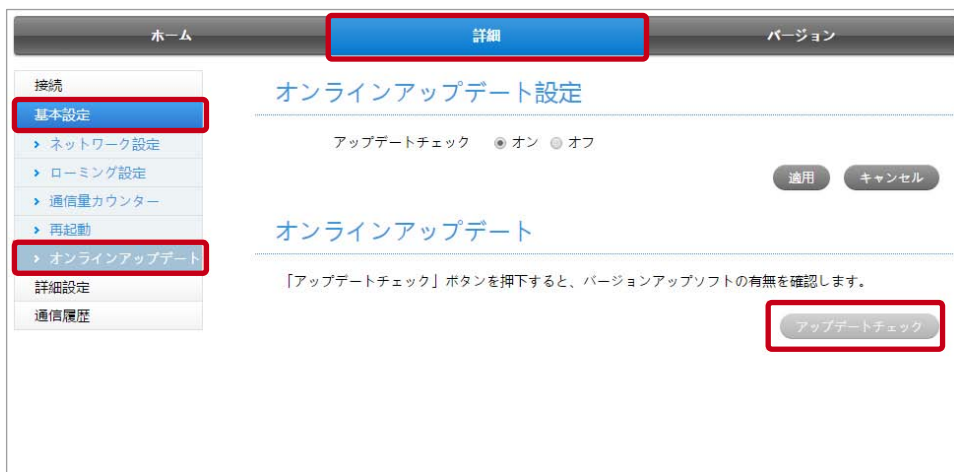 ホーム
詳細
バージョン
接続
基本設定
ネットワーク設定
ローミング設定
通信量カウンター
再起動
オンラインアップデート
詳細設定
通信履歴
オンラインアップデート設定
アップデートチェック オン オフ
適用 キャンセル
オンラインアップデート
「アップデートチェック」ボタンを押下すると、バージョンアップソフトの有無を確認します。
アップデートチェック